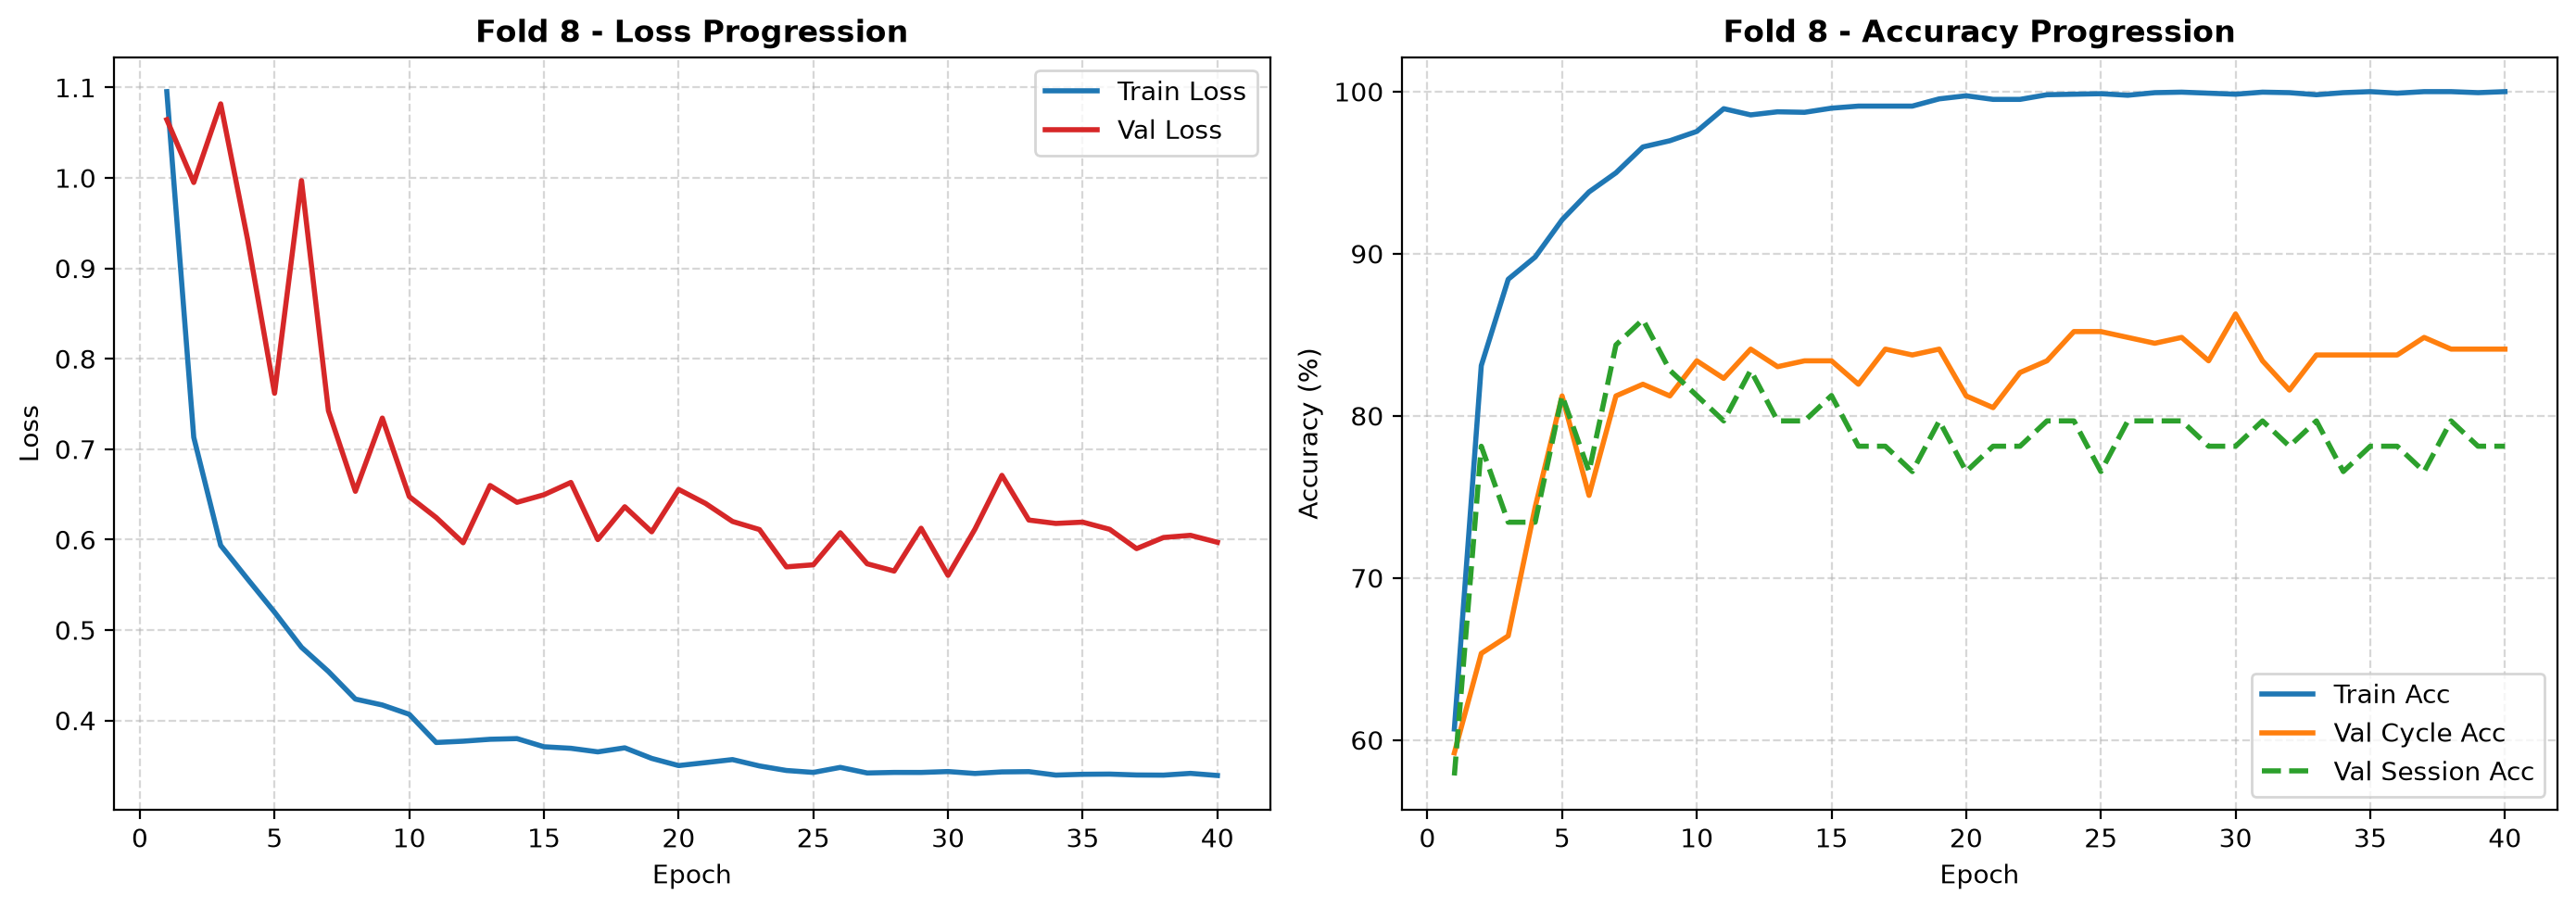 Fold 8 - Loss Progression
Train Loss
Val Loss
Loss
1.1
1.0
0.9
0.8
0.7
0.6
0.5
0.4
0 5 10 15 20 25 30 35 40
Epoch
Fold 8 - Accuracy Progression
Accuracy (%)
100
90
80
70
60
Train Acc
Val Cycle Acc
Val Session Acc
0 5 10 15 20 25 30 35 40
Epoch